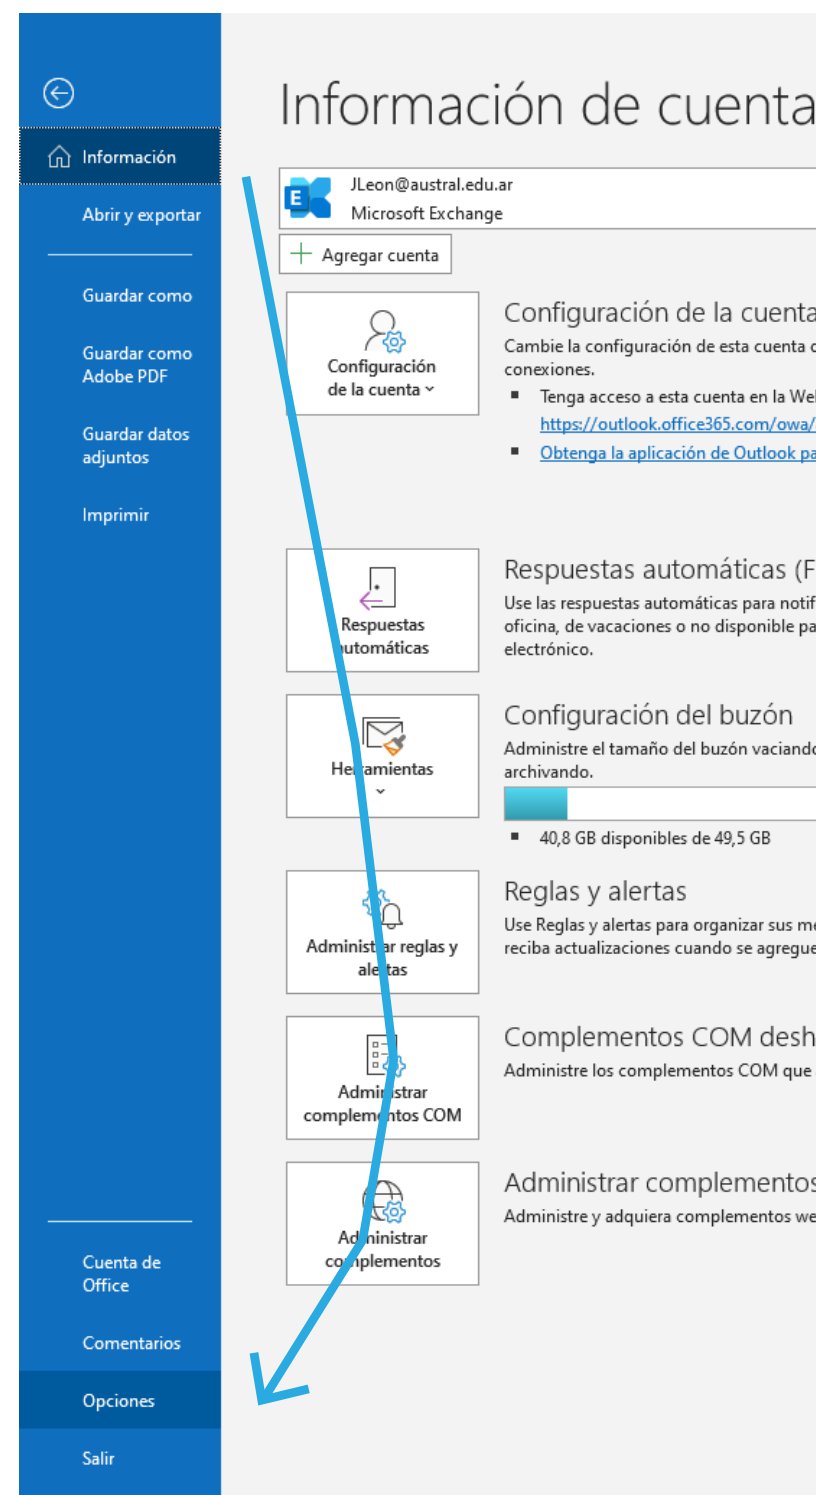 Información de cuenta
Información
JLeon@austral.edu.ar
Microsoft Exchange
Abrir y exportar
Agregar cuenta
Guardar como
Guardar como
Adobe PDF
Guardar datos
adjuntos
Imprimir
Configuración
de la cuenta
Configuración de la cuenta
Cambie la configuración de esta cuenta
conexiones.
Tenga acceso a esta cuenta en la
https://outlook.office365.com/owa/
Obtenga la aplicación de Outlook
Respuestas
automáticas
Respuestas automáticas (F
Use las respuestas automáticas para
oficina, de vacaciones o no disponible
electrónico.
Herramientas
Configuración del buzón
Administre el tamaño del buzón vaciando
archivando.
40,8 GB disponibles de 49,5 GB
Administrar reglas y
alertas
Reglas y alertas
Use Reglas y alertas para organizar sus
reciba actualizaciones cuando se agregue
Administrar
complementos COM
Complementos COM desh
Administre los complementos COM que
Administrar
complementos
Administrar complementos
Administre y adquiera complementos we
Cuenta de
Office
Comentarios
Opciones
Salir